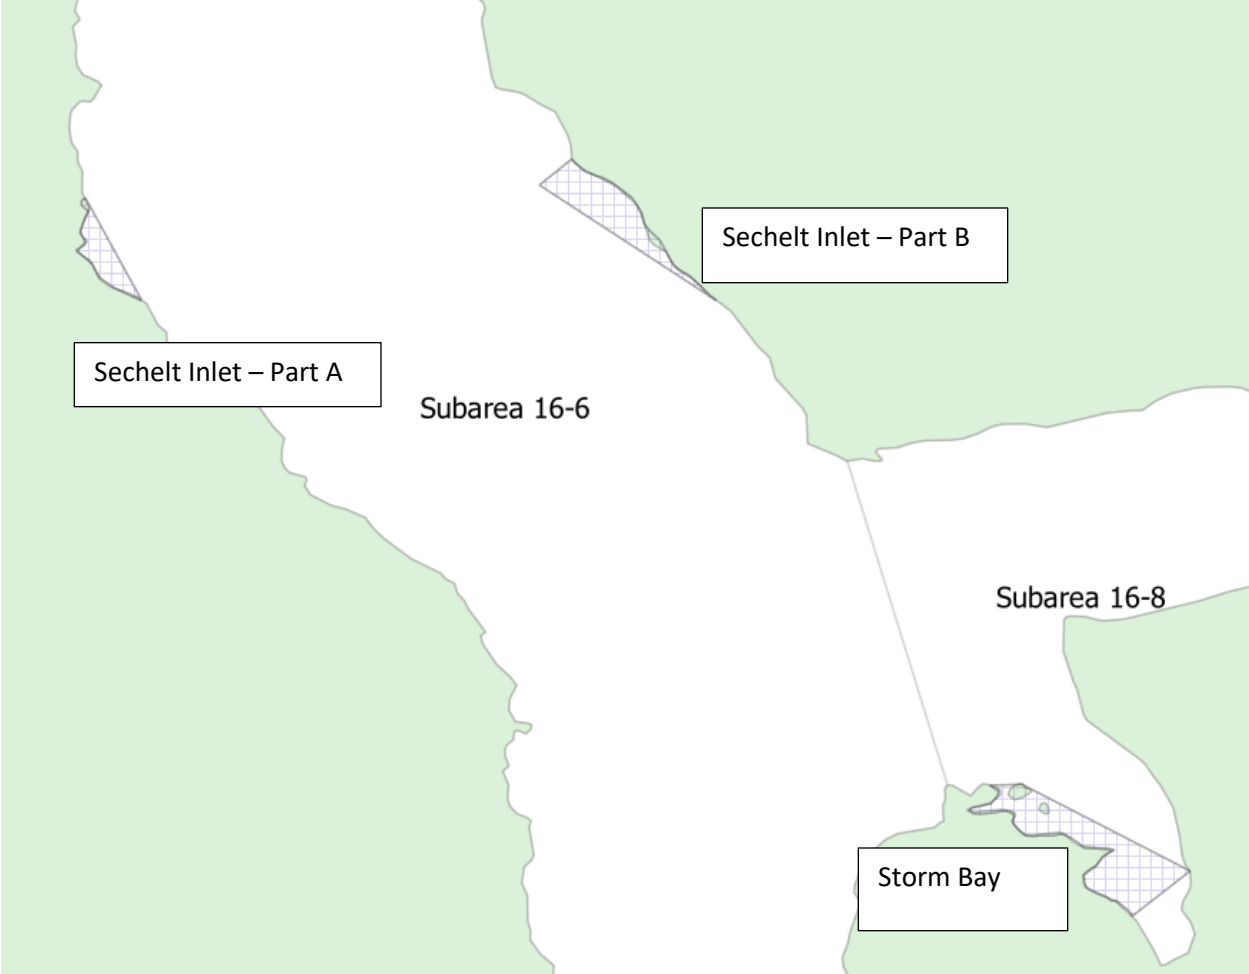 Sechelt Inlet – Part B
Sechelt Inlet – Part A
Subarea 16-6
Subarea 16-8
Storm Bay